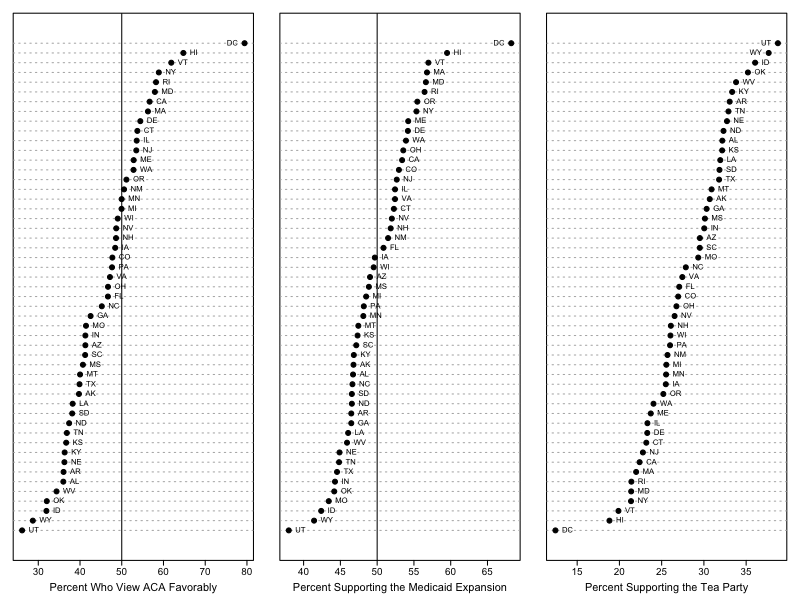 DC
HI
VT
NY
RI
MD
CA
MA
DE
CT
IL
NJ
ME
WA
OR
NM
MN
MI
WI
NV
NH
IA
CO
PA
VA
OH
FL
NC
GA
MO
IN
AZ
SC
MS
MT
TX
AK
LA
SD
ND
TN
KS
KY
NE
AR
AL
WV
OK
ID
WY
UT
30 40 50 60 70 80
Percent Who View ACA Favorably
DC
HI
VT
MA
MD
RI
OR
NY
ME
DE
WA
OH
CA
CO
NJ
IL
VA
CT
NV
NH
NM
FL
IA
WI
AZ
MS
MI
PA
MN
MT
KS
SC
KY
AK
AL
NC
SD
ND
AR
GA
LA
WV
NE
TN
TX
IN
OK
MO
ID
WY
UT
40 45 50 55 60 65
Percent Supporting the Medicaid Expansion
UT
WY
ID
OK
WV
KY
AR
TN
NE
ND
AL
KS
LA
SD
TX
MT
AK
GA
MS
IN
AZ
SC
MO
NC
VA
FL
CO
OH
NV
NH
WI
PA
NM
MI
MN
IA
OR
WA
ME
IL
DE
CT
NJ
CA
MA
RI
MD
NY
VT
HI
DC
15 20 25 30 35
Percent Supporting the Tea Party